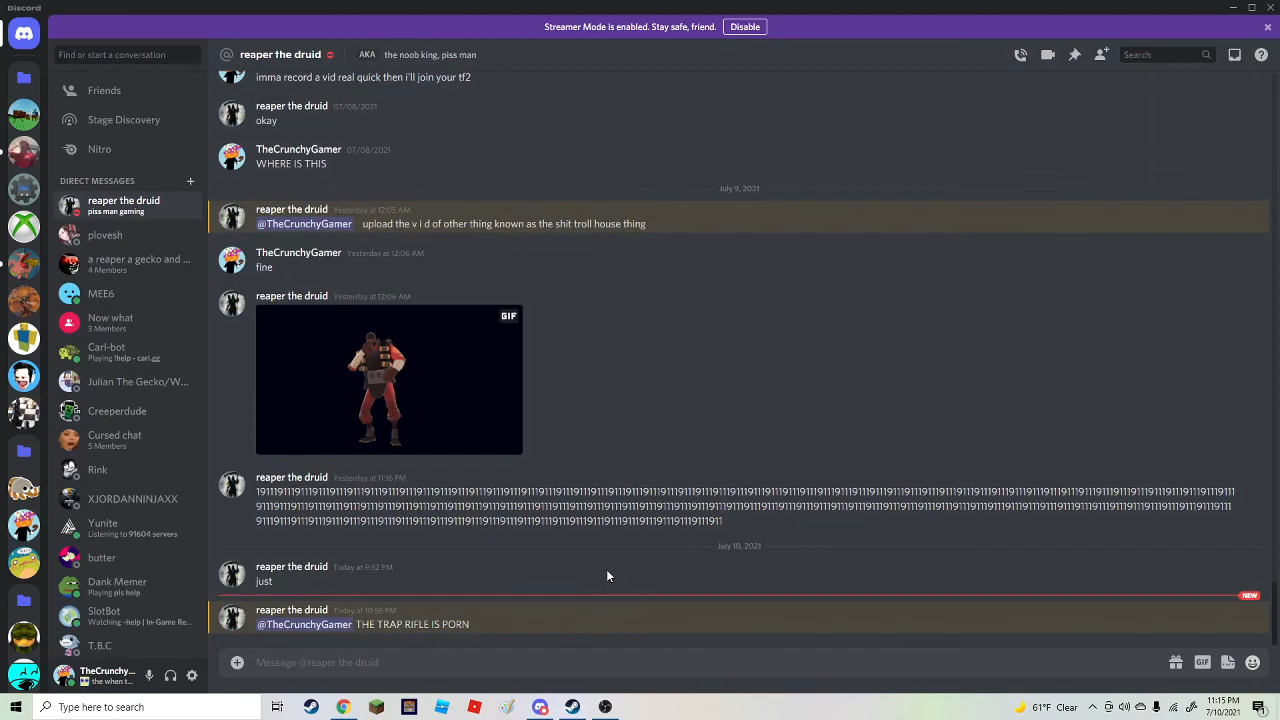 Discord
Streamer Mode is enabled. Stay safe, friend.
Disable
Find or start a conversation
reaper the druid
AKA
the noob king, piss man
Search
Friends
Stage Discovery
Nitro
DIRECT MESSAGES
reaper the druid
piss man gaming
plovesh
a reaper a gecko and ...
4 Members
MEE6
Now what
3 Members
Carl-bot
Playing !help - carl.gg
Julian The Gecko/W...
Creeperdude
Cursed chat
5 Members
Rink
XJORDANNINJAXX
Yunite
Listening to 91604 servers
butter
Dank Memer
Playing pls help
SlotBot
Watching -help | In-Game Re...
T.B.C
TheCrunchy...
the when t...
imma record a vid real quick then i'll join your tf2
reaper the druid 07/08/2021
okay
TheCrunchyGamer 07/08/2021
WHERE IS THIS
July 9, 2021
reaper the druid Yesterday at 12:05 AM
@TheCrunchyGamer upload the v i d of other thing known as the shit troll house thing
TheCrunchyGamer Yesterday at 12:06 AM
fine
reaper the druid Yesterday at 12:06 AM
GIF
reaper the druid Yesterday at 11:16 PM
July 10, 2021
reaper the druid Today at 9:52 PM
just
NEW
reaper the druid Today at 10:56 PM
@TheCrunchyGamer THE TRAP RIFLE IS PORN
Message @reaper the druid
GIF
Type here to search
61°F Clear
11:15 PM
7/10/2021